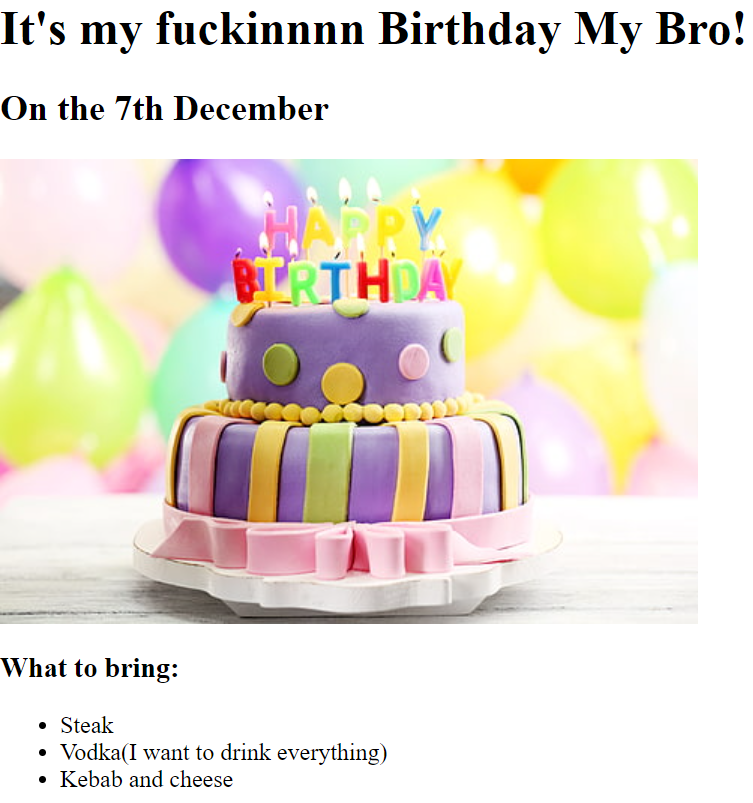 It's my fuckinnnn Birthday My Bro!
On the 7th December
HAPPY
BIRTHDAY
What to bring:
Steak
Vodka(I want to drink everything)
Kebab and cheese